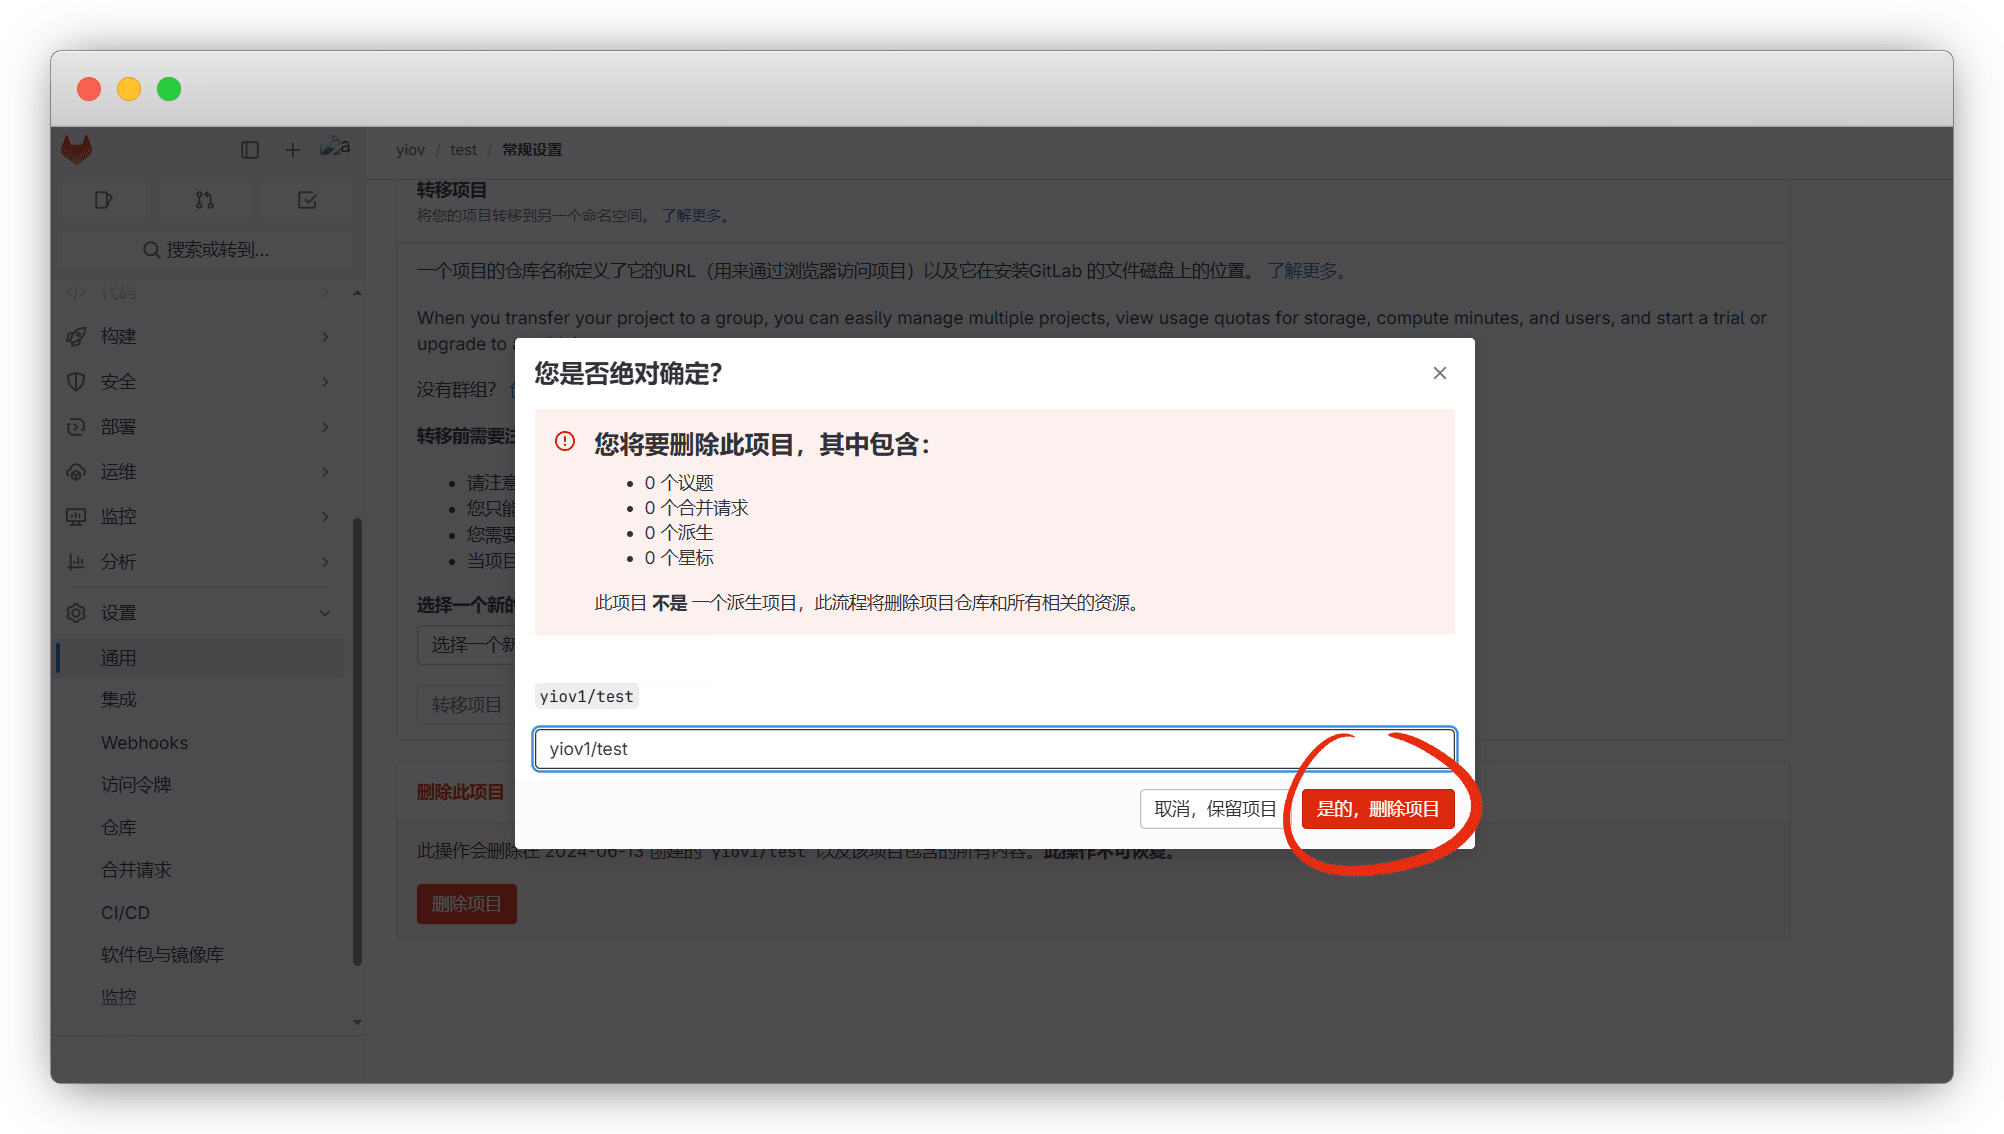 a
yiov / test / 常规设置
搜索或转到...
代码
构建
安全
部署
运维
监控
分析
设置
通用
集成
Webhooks
访问令牌
仓库
合并请求
CI/CD
软件包与镜像库
监控
转移项目
将您的项目转移到另一个命名空间。 了解更多。
一个项目的仓库名称定义了它的URL（用来通过浏览器访问项目）以及它在安装GitLab 的文件磁盘上的位置。 了解更多。
When you transfer your project to a group, you can easily manage multiple projects, view usage quotas for storage, compute minutes, and users, and start a trial or
upgrade to
没有群组？
转移前需要注
请注意
您只能
您需要
当项目
选择一个新的
选择一个新
转移项目
您是否绝对确定？
您将要删除此项目，其中包含：
0 个议题
0 个合并请求
0 个派生
0 个星标
此项目 不是 一个派生项目，此流程将删除项目仓库和所有相关的资源。
yiov1/test
yiov1/test
取消，保留项目
是的，删除项目
删除此项目
此操作会删除在 2024-06-13 创建的 yiov1/test 以及该项目包含的所有内容。此操作不可恢复。
删除项目